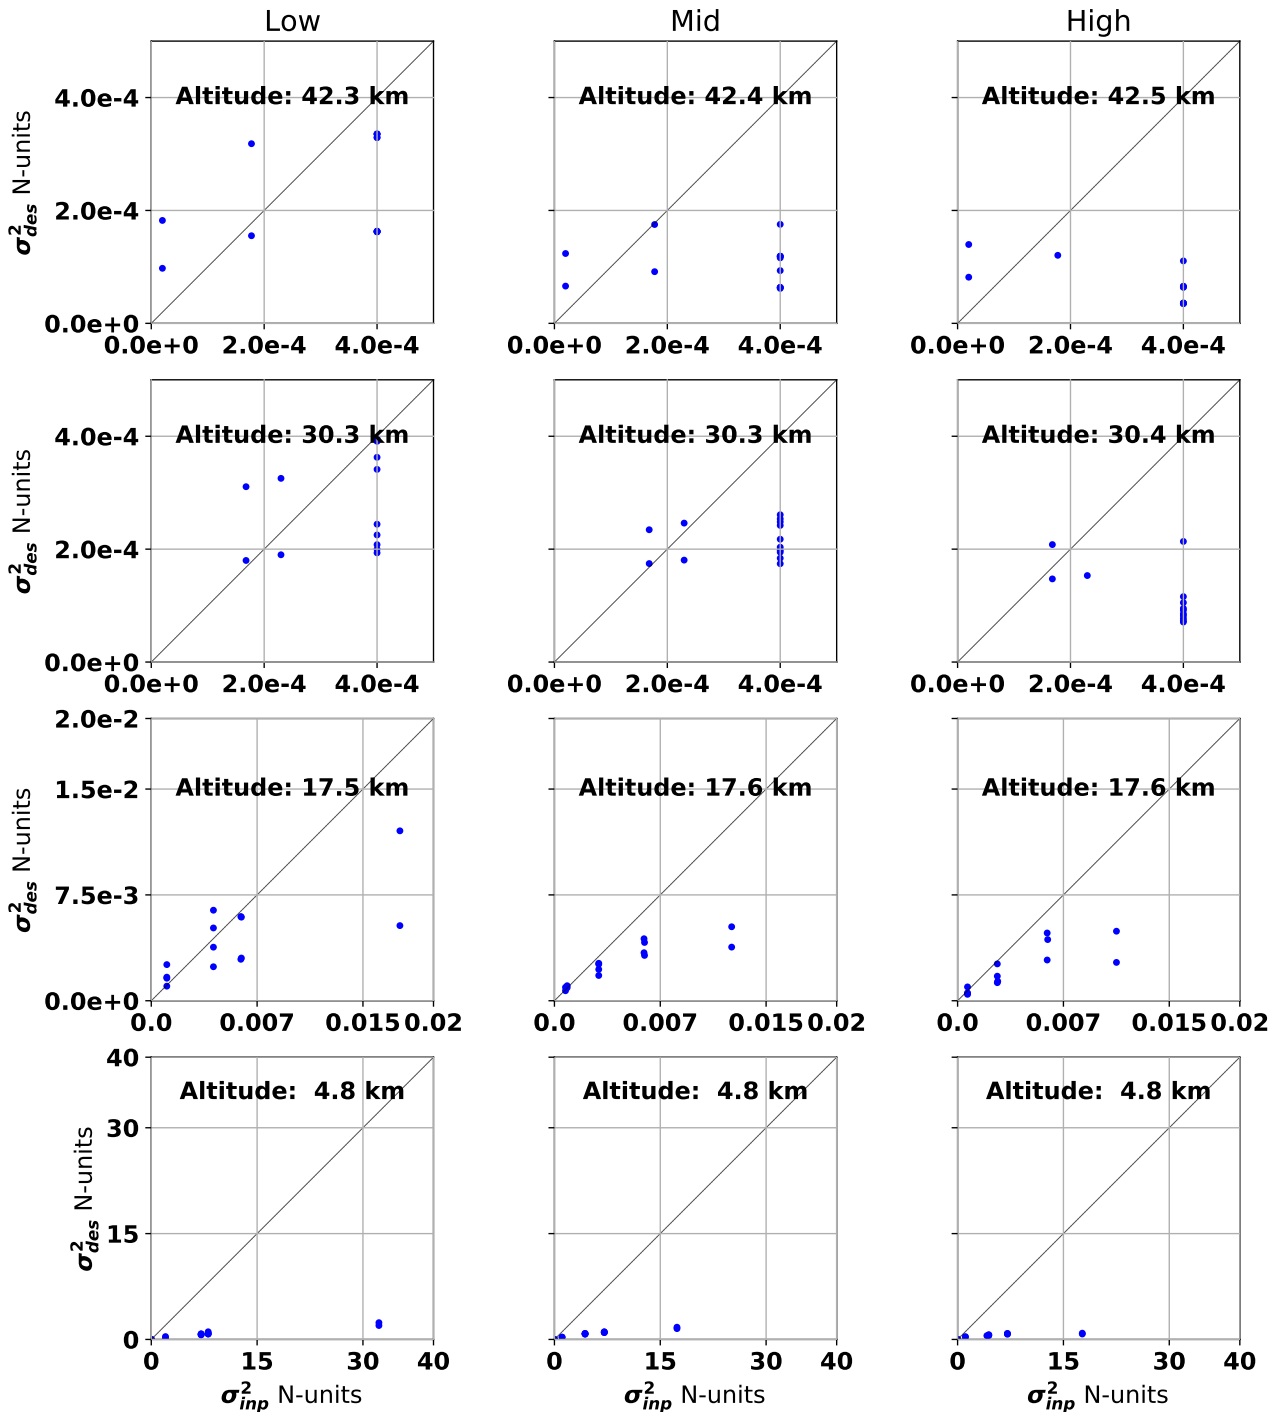 Low Mid High
4.0e-4 Altitude: 42.3 km Altitude: 42.4 km Altitude: 42.5 km
σ²des N-units
2.0e-4
0.0e+0
0.0e+0 2.0e-4 4.0e-4 0.0e+0 2.0e-4 4.0e-4 0.0e+0 2.0e-4 4.0e-4
4.0e-4 Altitude: 30.3 km Altitude: 30.3 km Altitude: 30.4 km
σ²des N-units
2.0e-4
0.0e+0
0.0e+0 2.0e-4 4.0e-4 0.0e+0 2.0e-4 4.0e-4 0.0e+0 2.0e-4 4.0e-4
2.0e-2
1.5e-2 Altitude: 17.5 km Altitude: 17.6 km Altitude: 17.6 km
σ²des N-units
7.5e-3
0.0e+0
0.0 0.007 0.015 0.02 0.0 0.007 0.015 0.02 0.0 0.007 0.015 0.02
40
Altitude: 4.8 km Altitude: 4.8 km Altitude: 4.8 km
30
σ²des N-units
15
0
0 15 30 40 0 15 30 40 0 15 30 40
σ²inp N-units σ²inp N-units σ²inp N-units